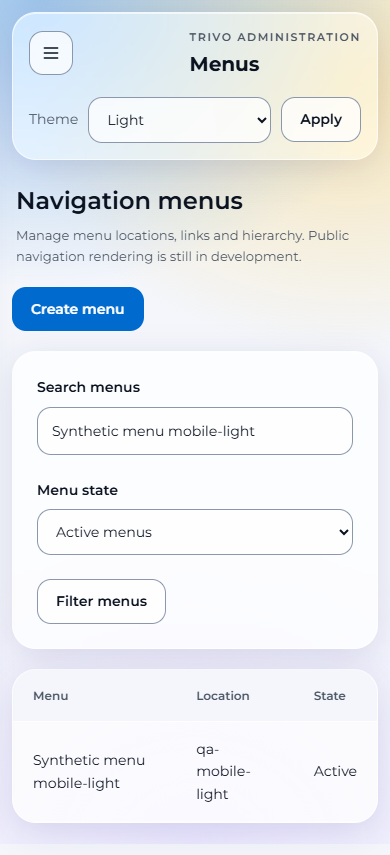 TRIVO ADMINISTRATION
Menus
Theme
Light
Apply
Navigation menus
Manage menu locations, links and hierarchy. Public
navigation rendering is still in development.
Create menu
Search menus
Synthetic menu mobile-light
Menu state
Active menus
Filter menus
Menu Location State
Synthetic menu
mobile-light
qa-
mobile-
light
Active